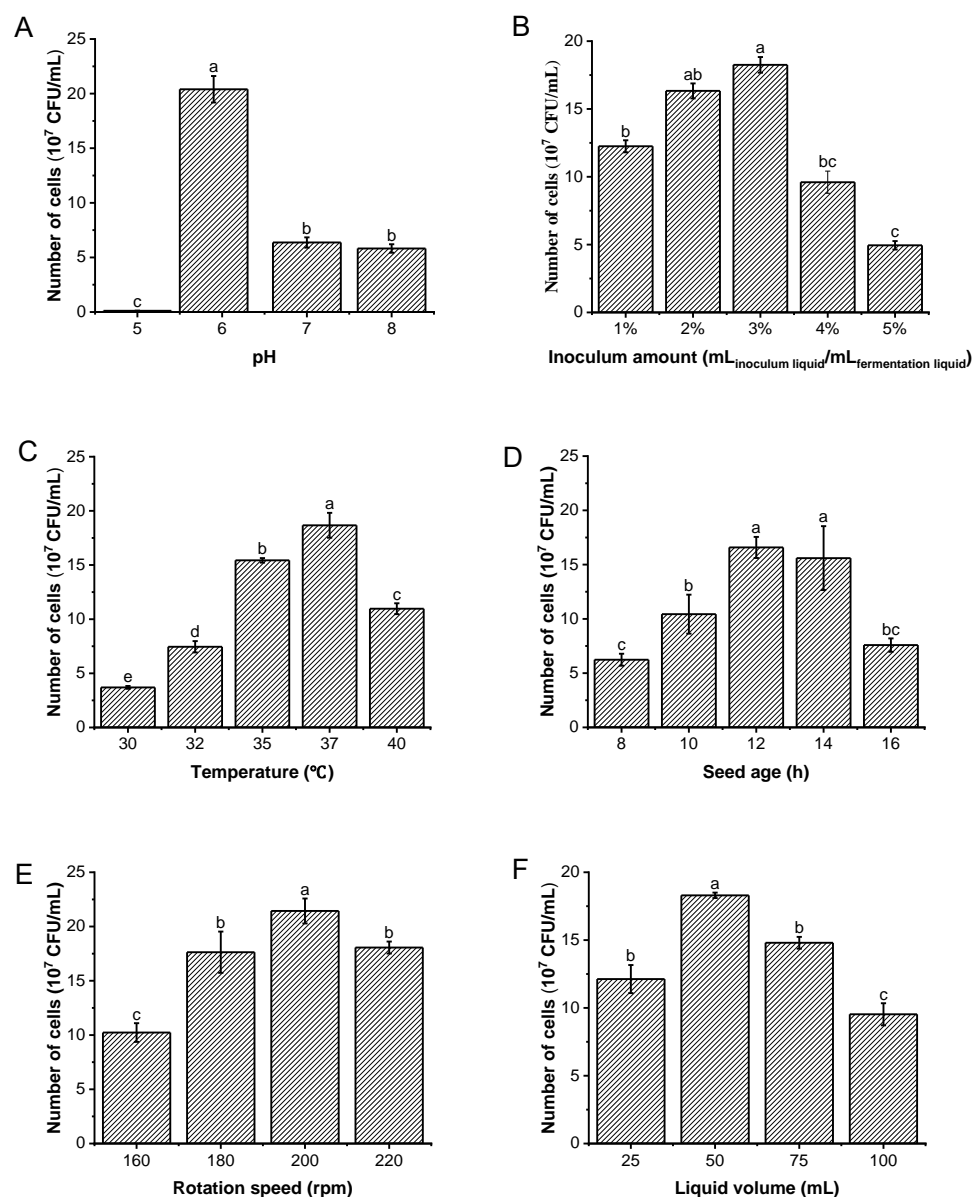 A
Number of cells (10⁷ CFU/mL)
25
20
15
10
5
0
a
b
b
c
5
6
7
8
pH
B
Number of cells (10⁷ CFU/mL)
20
15
10
5
0
b
ab
a
bc
c
1%
2%
3%
4%
5%
Inoculum amount (mL_inoculum liquid/mL_fermentation liquid)
C
Number of cells (10⁷ CFU/mL)
25
20
15
10
5
0
e
d
b
a
c
30
32
35
37
40
Temperature (℃)
D
Number of cells (10⁷ CFU/mL)
25
20
15
10
5
0
c
b
a
a
bc
8
10
12
14
16
Seed age (h)
E
Number of cells (10⁷ CFU/mL)
25
20
15
10
5
0
c
b
a
b
160
180
200
220
Rotation speed (rpm)
F
Number of cells (10⁷ CFU/mL)
20
15
10
5
0
b
a
b
c
25
50
75
100
Liquid volume (mL)